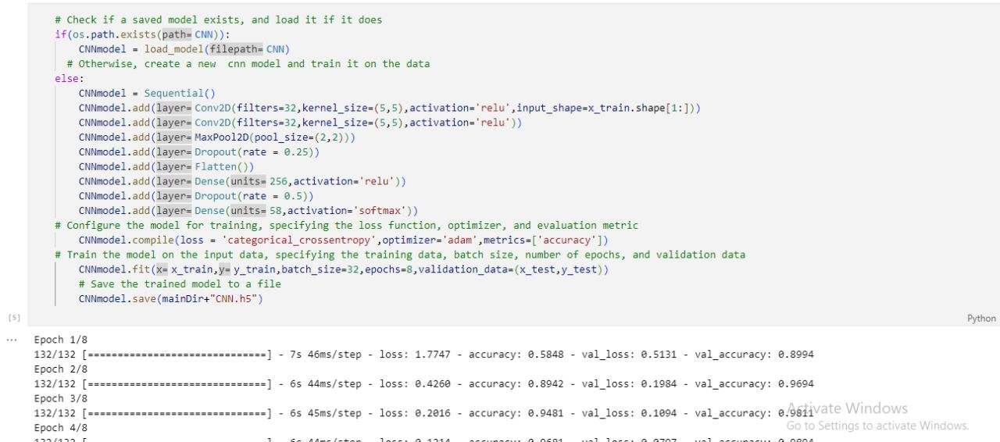 # Check if a saved model exists, and load it if it does
if(os.path.exists(path= CNN)):
CNNmodel = load_model(filepath= CNN)
# Otherwise, create a new  cnn model and train it on the data
else:
CNNmodel = Sequential()
CNNmodel.add(layer= Conv2D(filters=32,kernel_size=(5,5),activation='relu',input_shape=x_train.shape[1:]))
CNNmodel.add(layer= Conv2D(filters=32,kernel_size=(5,5),activation='relu'))
CNNmodel.add(layer= MaxPool2D(pool_size=(2,2)))
CNNmodel.add(layer= Dropout(rate = 0.25))
CNNmodel.add(layer= Flatten())
CNNmodel.add(layer= Dense(units= 256,activation='relu'))
CNNmodel.add(layer= Dropout(rate = 0.5))
CNNmodel.add(layer= Dense(units= 58,activation='softmax'))
# Configure the model for training, specifying the loss function, optimizer, and evaluation metric
CNNmodel.compile(loss = 'categorical_crossentropy',optimizer='adam',metrics=['accuracy'])
# Train the model on the input data, specifying the training data, batch size, number of epochs, and validation data
CNNmodel.fit(x= x_train,y= y_train,batch_size=32,epochs=8,validation_data=(x_test,y_test))
# Save the trained model to a file
CNNmodel.save(mainDir+"CNN.h5")
[5]
Python
...
Epoch 1/8
132/132 [==============================] - 7s 46ms/step - loss: 1.7747 - accuracy: 0.5848 - val_loss: 0.5131 - val_accuracy: 0.8994
Epoch 2/8
132/132 [==============================] - 6s 44ms/step - loss: 0.4260 - accuracy: 0.8942 - val_loss: 0.1984 - val_accuracy: 0.9694
Epoch 3/8
132/132 [==============================] - 6s 45ms/step - loss: 0.2016 - accuracy: 0.9481 - val_loss: 0.1094 - val_accuracy: 0.9811
Activate Windows
Epoch 4/8
Go to Settings to activate Windows.